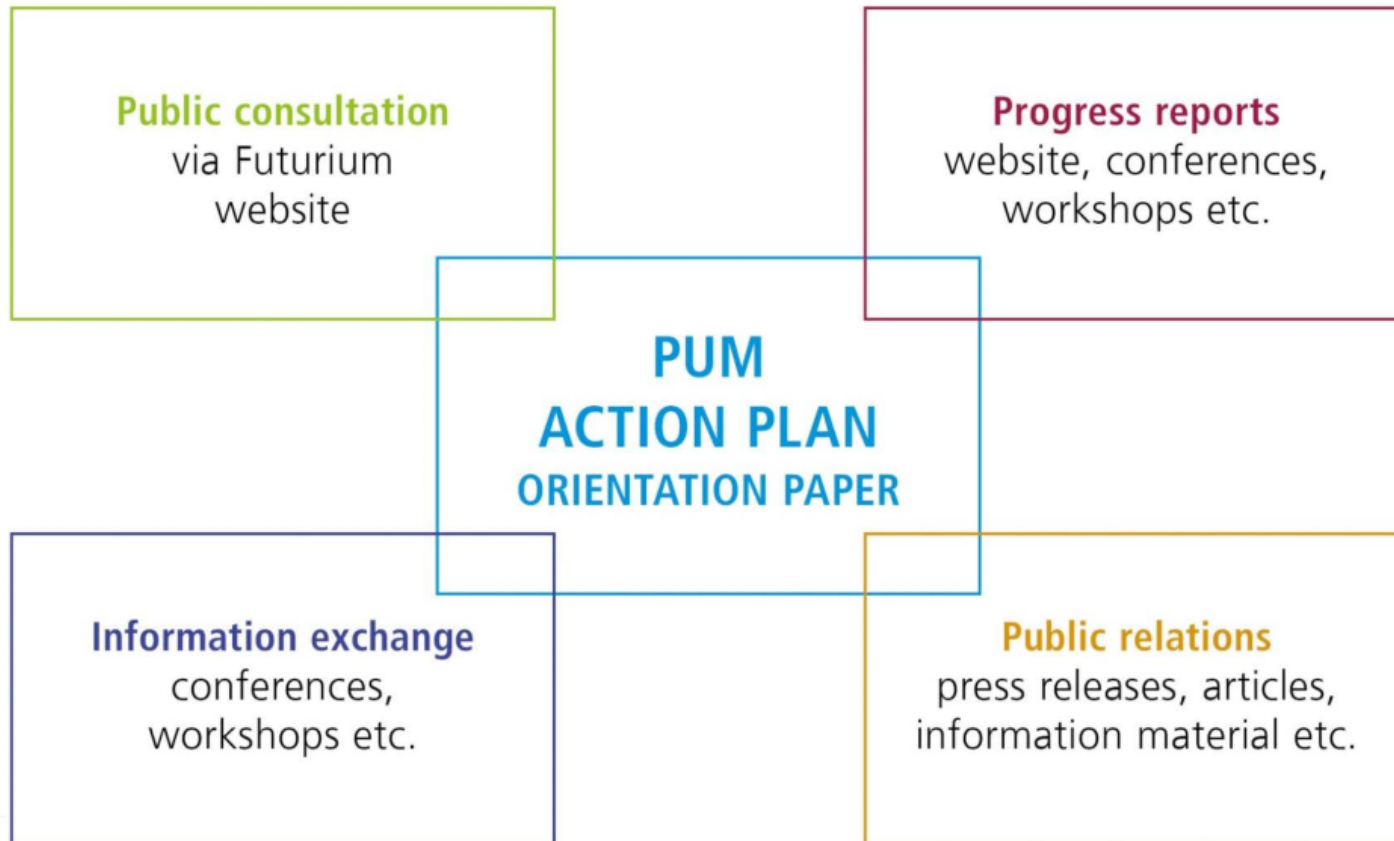 Public consultation
via Futurium
website
Progress reports
website, conferences,
workshops etc.
PUM
ACTION PLAN
ORIENTATION PAPER
Information exchange
conferences,
workshops etc.
Public relations
press releases, articles,
information material etc.